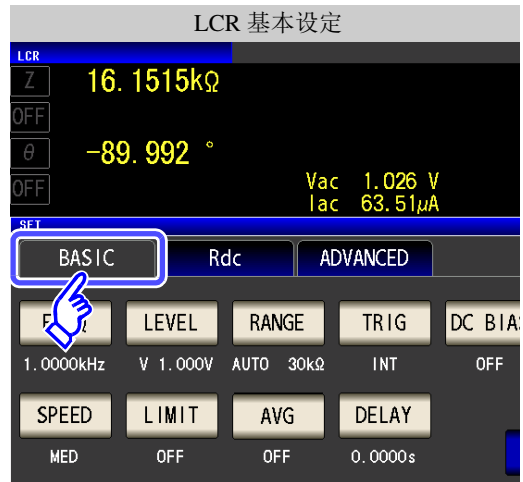 LCR 基本设定
LCR
Z 16.1515kΩ
OFF
θ -89.992 °
OFF
Vac 1.026 V
Iac 63.51μA
SET
BASIC Rdc ADVANCED
LEVEL RANGE TRIG DC BIAS
1.0000kHz V 1.000V AUTO 30kΩ INT OFF
SPEED LIMIT AVG DELAY
MED OFF OFF 0.0000s